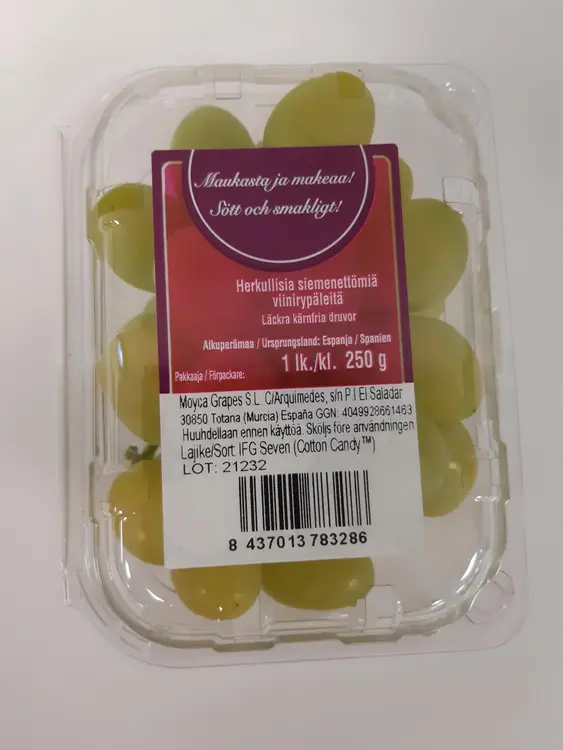 Maukasta ja makeaa!
Sött och smakligt!
Herkullisia siemenettömiä
viinirypäleitä
Läckra kärnfria druvor
Alkuperämaa / Ursprungsland: Espanja / Spanien
1 lk./kl. 250 g
Pakkaaja / Förpackare:
Moyca Grapes S.L. C/Arquimedes, s/n P.I El Saladar
30850 Totana (Murcia) España GGN: 4049928661463
Huuhdellaan ennen käyttöä. Sköljs före användningen
Lajike/Sort: IFG Seven (Cotton Candy™)
LOT: 21232
8 437013 783286